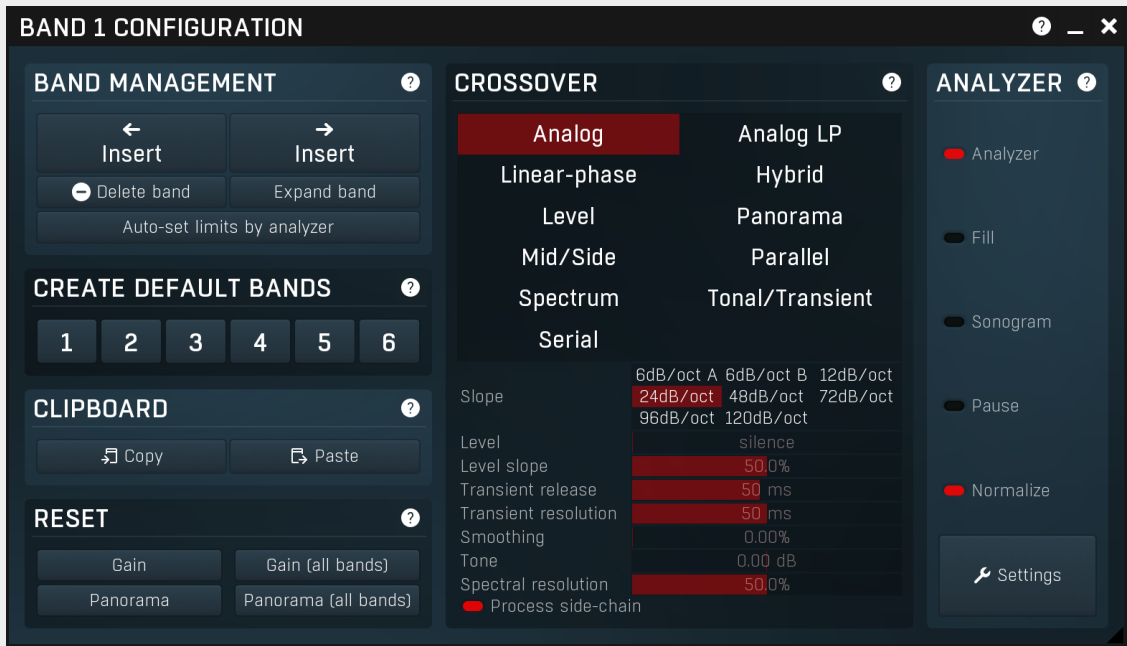 BAND 1 CONFIGURATION
BAND MANAGEMENT
Insert Insert
Delete band Expand band
Auto-set limits by analyzer
CREATE DEFAULT BANDS
1 2 3 4 5 6
CLIPBOARD
Copy Paste
RESET
Gain Gain (all bands)
Panorama Panorama (all bands)
CROSSOVER
Analog Analog LP
Linear-phase Hybrid
Level Panorama
Mid/Side Parallel
Spectrum Tonal/Transient
Serial
6dB/oct A 6dB/oct B 12dB/oct
Slope 24dB/oct 48dB/oct 72dB/oct
96dB/oct 120dB/oct
Level silence
Level slope 50.0%
Transient release 50 ms
Transient resolution 50 ms
Smoothing 0.00%
Tone 0.00 dB
Spectral resolution 50.0%
Process side-chain
ANALYZER
Analyzer
Fill
Sonogram
Pause
Normalize
Settings